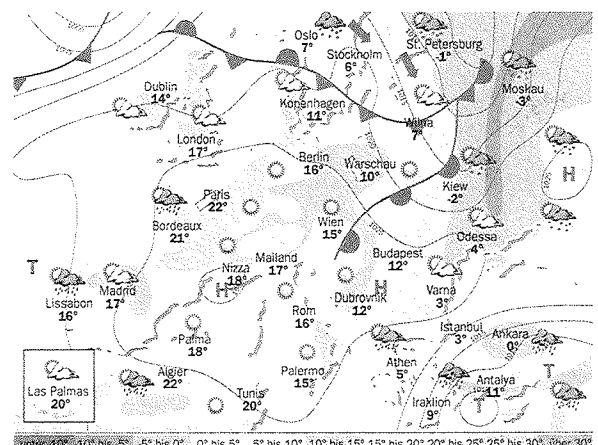 Oslo
7°
St. Petersburg
-1°
Stockholm
6°
Moskau
-3°
Dublin
14°
Kopenhagen
11°
Wilna
7°
London
17°
Berlin
16°
Warschau
10°
Kiew
-2°
H
Paris
22°
Bordeaux
21°
Wien
15°
Odessa
4°
Budapest
12°
Mailand
17°
Nizza
18°
H
T
Lissabon
16°
Madrid
17°
Dubrovnik
12°
H
Varna
3°
Rom
16°
Palma
18°
Istanbul
3°
Ankara
0°
Athen
5°
Las Palmas
20°
Algier
22°
Palermo
15°
Antalya
11°
T
Tunis
20°
Iraklion
9°
T
-5° bis 0° 0° bis 5° 5° bis 10° 10° bis 15° 15° bis 20° 20° bis 25° 25° bis 30°